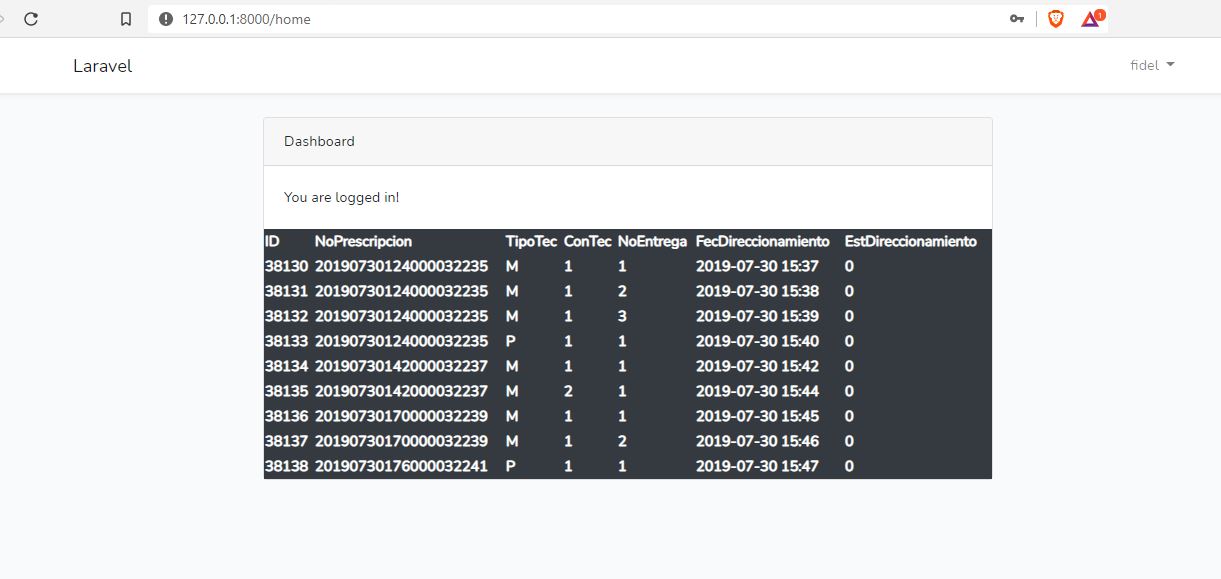 127.0.0.1:8000/home
1
Laravel
fidel
Dashboard
You are logged in!
ID NoPrescripcion TipoTec ConTec NoEntrega FecDireccionamiento EstDireccionamiento
38130 20190730124000032235 M 1 1 2019-07-30 15:37 0
38131 20190730124000032235 M 1 2 2019-07-30 15:38 0
38132 20190730124000032235 M 1 3 2019-07-30 15:39 0
38133 20190730124000032235 P 1 1 2019-07-30 15:40 0
38134 20190730142000032237 M 1 1 2019-07-30 15:42 0
38135 20190730142000032237 M 2 1 2019-07-30 15:44 0
38136 20190730170000032239 M 1 1 2019-07-30 15:45 0
38137 20190730170000032239 M 1 2 2019-07-30 15:46 0
38138 20190730176000032241 P 1 1 2019-07-30 15:47 0